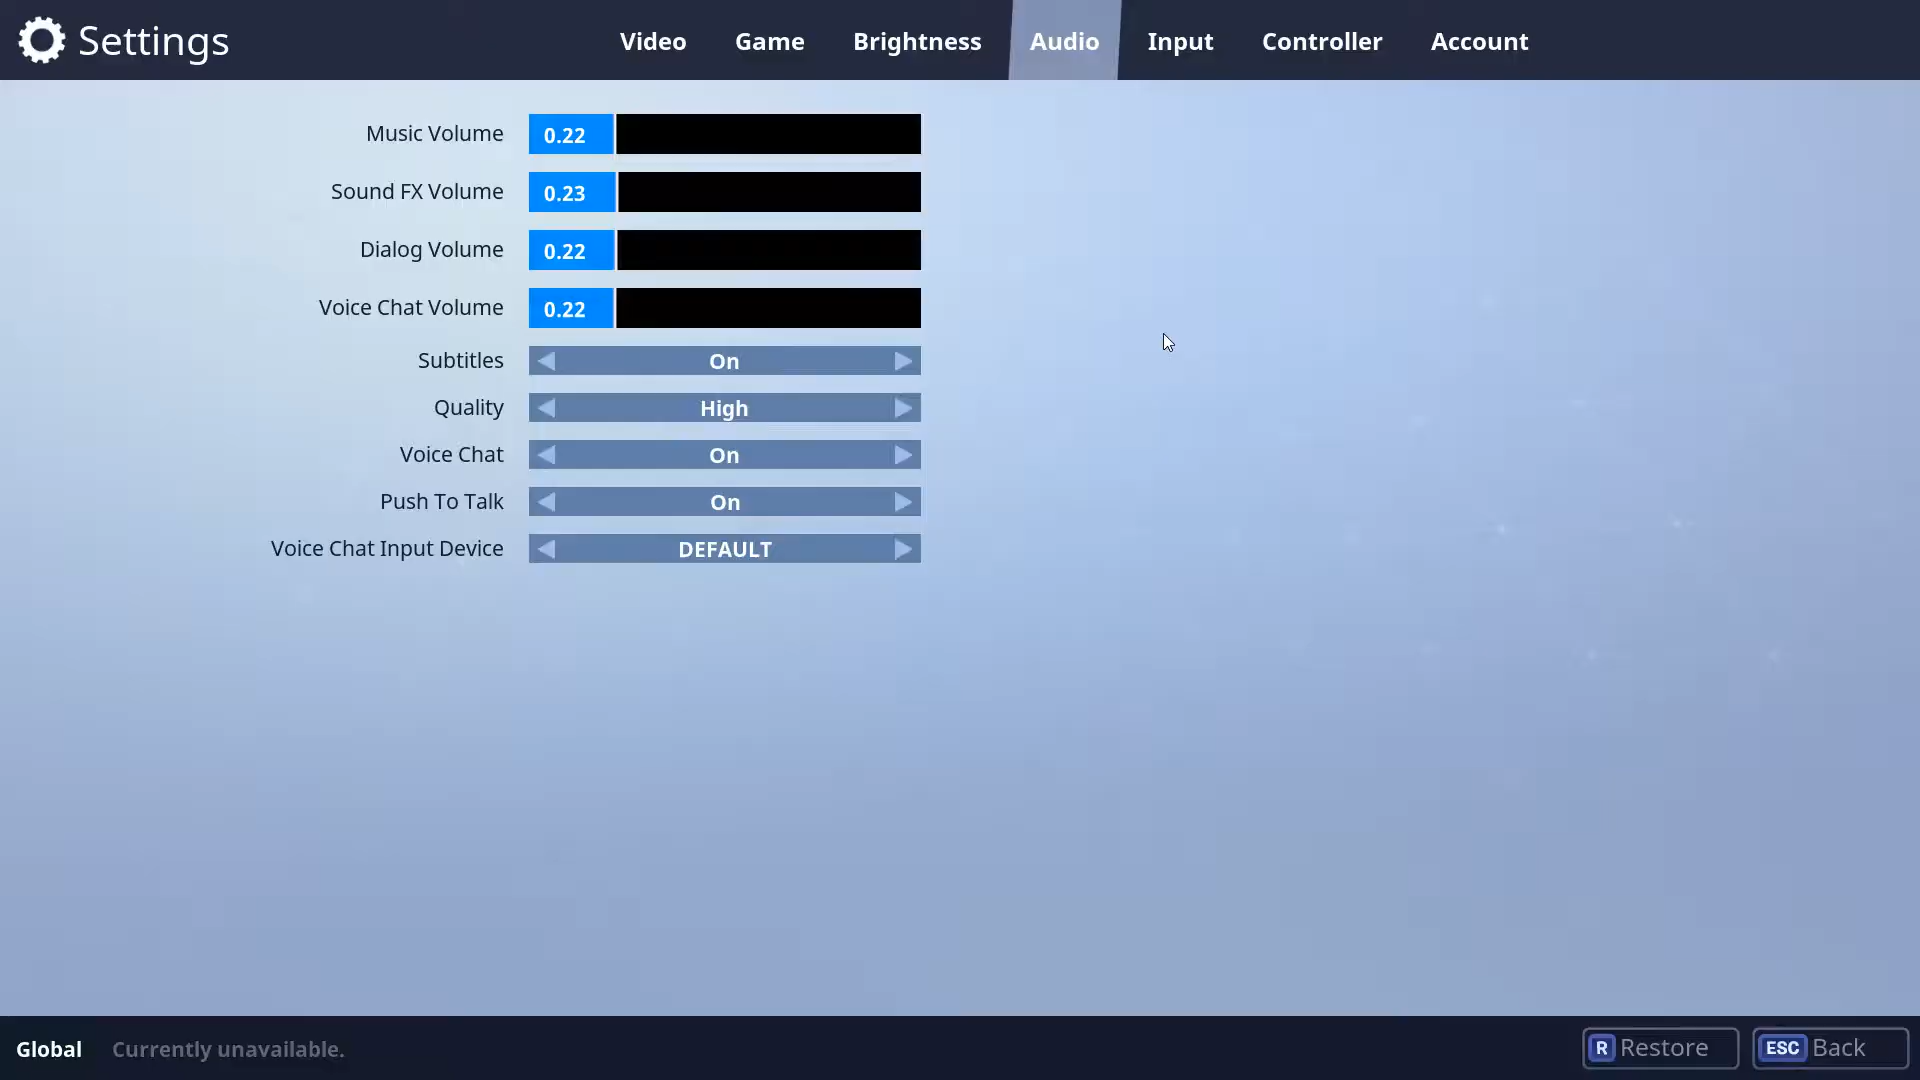 Settings
Video Game Brightness Audio Input Controller Account
Music Volume 0.22
Sound FX Volume 0.23
Dialog Volume 0.22
Voice Chat Volume 0.22
Subtitles On
Quality High
Voice Chat On
Push To Talk On
Voice Chat Input Device DEFAULT
Global Currently unavailable. R Restore ESC Back